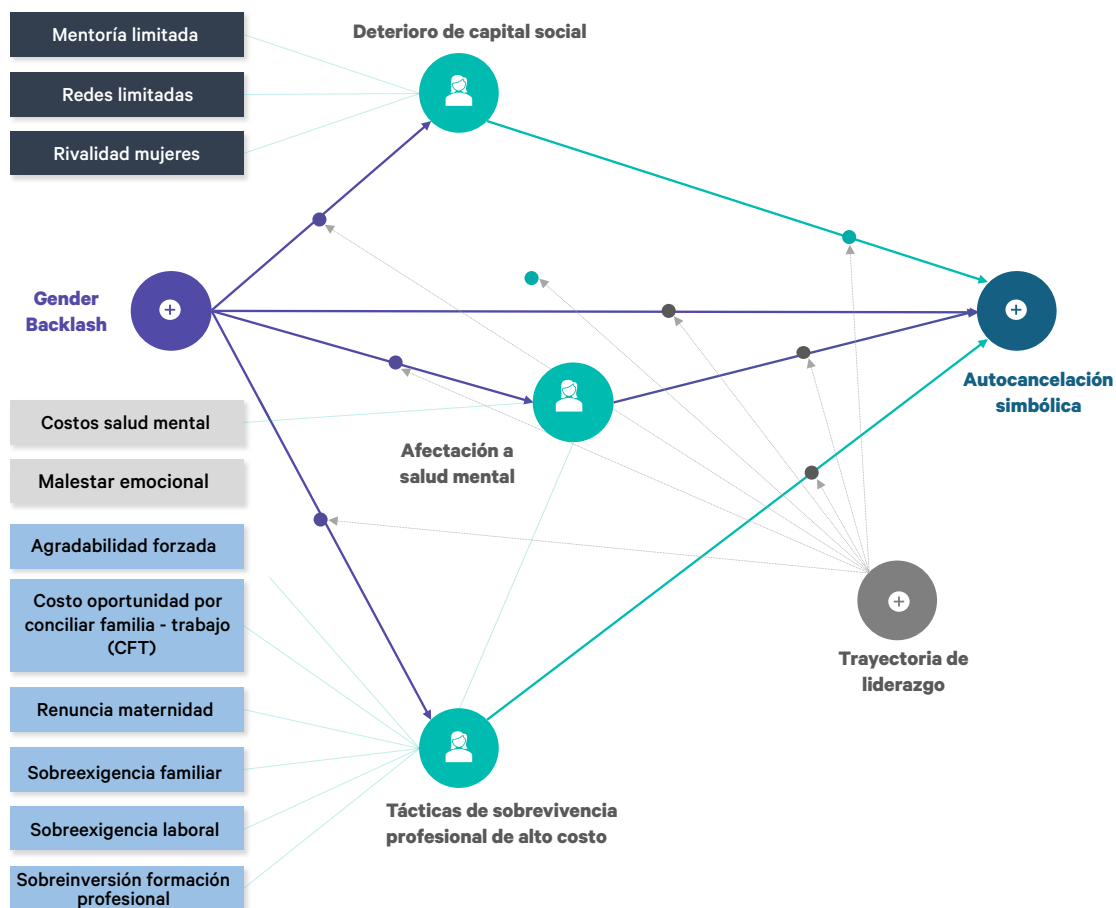 Mentoría limitada
Redes limitadas
Rivalidad mujeres
Deterioro de capital social
Gender
Backlash
Autocancelación
simbólica
Costos salud mental
Malestar emocional
Afectación a
salud mental
Agradabilidad forzada
Costo oportunidad por
conciliar familia - trabajo
(CFT)
Renuncia maternidad
Sobreexigencia familiar
Sobreexigencia laboral
Sobreinversión formación
profesional
Trayectoria de
liderazgo
Tácticas de sobrevivencia
profesional de alto costo